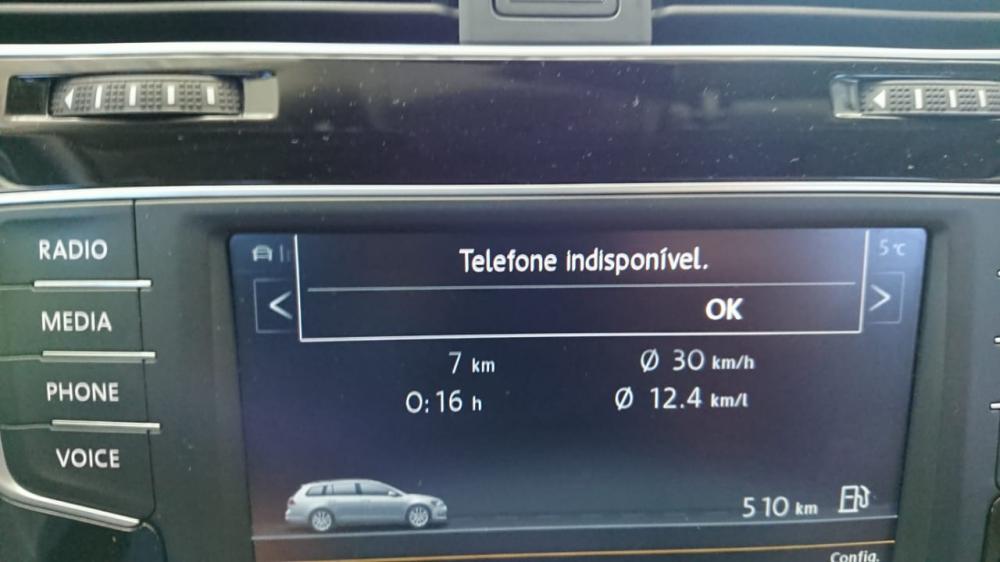 RADIO
MEDIA
PHONE
VOICE
Telefone indisponível.
OK
5 °C
<
>
7 km
Ø 30 km/h
0:16 h
Ø 12.4 km/l
510 km
Config.